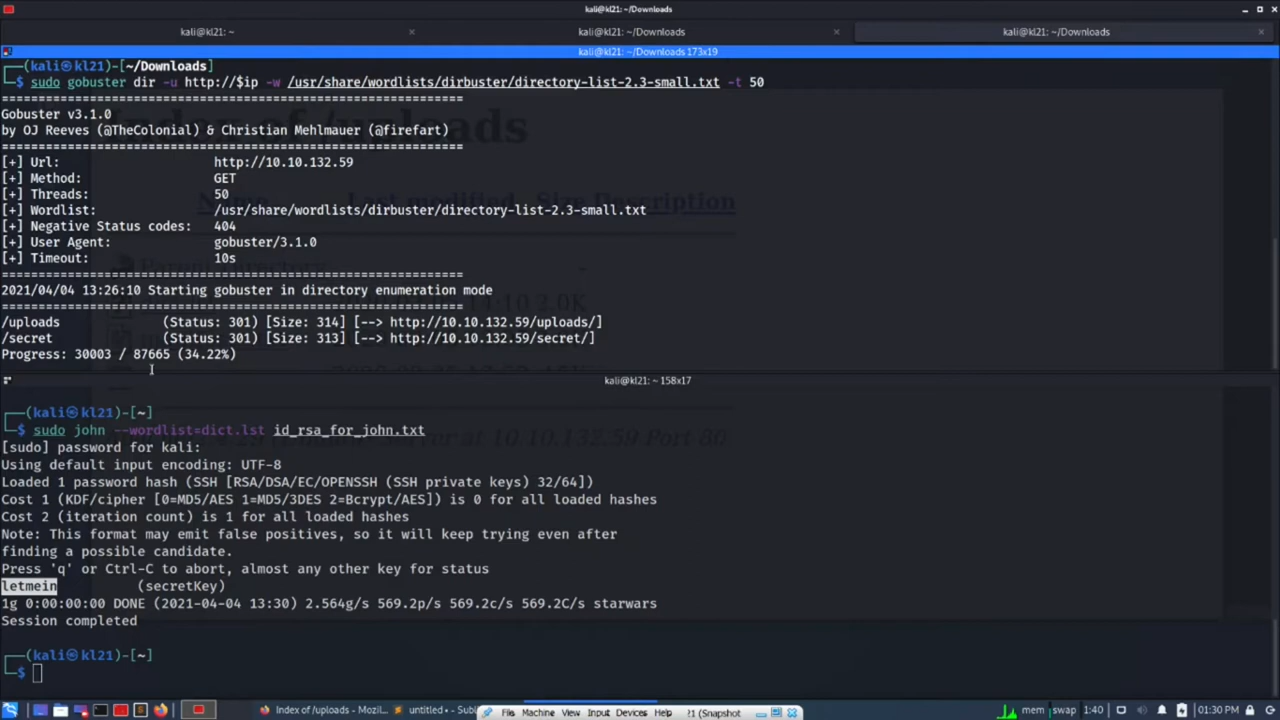 kali@kl21: ~/Downloads
kali@kl21: ~
kali@kl21: ~/Downloads
kali@kl21: ~/Downloads
kali@kl21: ~/Downloads 173x19
┌──(kali㉿kl21)-[~/Downloads]
└─$ sudo gobuster dir -u http://$ip -w /usr/share/wordlists/dirbuster/directory-list-2.3-small.txt -t 50
===============================================================
Gobuster v3.1.0
by OJ Reeves (@TheColonial) & Christian Mehlmauer (@firefart)
===============================================================
[+] Url: http://10.10.132.59
[+] Method: GET
[+] Threads: 50
[+] Wordlist: /usr/share/wordlists/dirbuster/directory-list-2.3-small.txt
[+] Negative Status codes: 404
[+] User Agent: gobuster/3.1.0
[+] Timeout: 10s
===============================================================
2021/04/04 13:26:10 Starting gobuster in directory enumeration mode
===============================================================
/uploads (Status: 301) [Size: 314] [--> http://10.10.132.59/uploads/]
/secret (Status: 301) [Size: 313] [--> http://10.10.132.59/secret/]
Progress: 30003 / 87665 (34.22%)
kali@kl21: ~ 158x17
┌──(kali㉿kl21)-[~]
└─$ sudo john --wordlist=dict.lst id_rsa_for_john.txt
[sudo] password for kali:
Using default input encoding: UTF-8
Loaded 1 password hash (SSH [RSA/DSA/EC/OPENSSH (SSH private keys) 32/64])
Cost 1 (KDF/cipher [0=MD5/AES 1=MD5/3DES 2=Bcrypt/AES]) is 0 for all loaded hashes
Cost 2 (iteration count) is 1 for all loaded hashes
Note: This format may emit false positives, so it will keep trying even after
finding a possible candidate.
Press 'q' or Ctrl-C to abort, almost any other key for status
letmein (secretKey)
1g 0:00:00:00 DONE (2021-04-04 13:30) 2.564g/s 569.2p/s 569.2c/s 569.2C/s starwars
Session completed
┌──(kali㉿kl21)-[~]
└─$
Index of /uploads - Mozil... untitled • - Subl File Machine View Input Devices Help 21 (Snapshot mem swap 1:40 01:30 PM